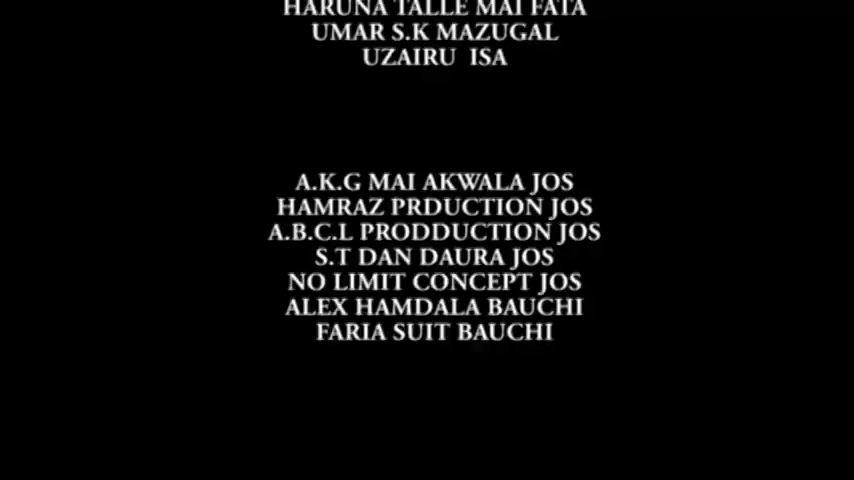 HARUNA TALLE MAI FATA
UMAR S.K MAZUGAL
UZAIRU ISA
A.K.G MAI AKWALA JOS
HAMRAZ PRDUCTION JOS
A.B.C.L PRODDUCTION JOS
S.T DAN DAURA JOS
NO LIMIT CONCEPT JOS
ALEX HAMDALA BAUCHI
FARIA SUIT BAUCHI